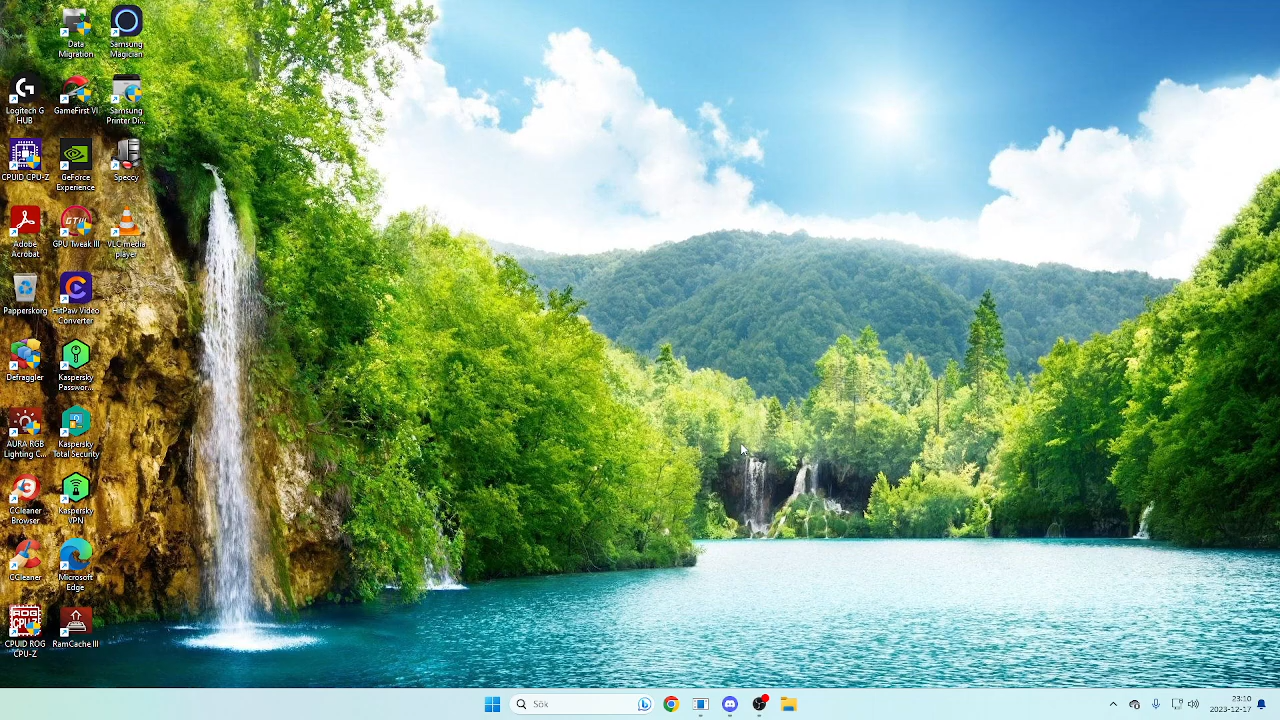 Data
Migration
Samsung
Magician
Logitech G
HUB
GameFirst VI
Samsung
Printer Di...
CPUID CPU-Z
GeForce
Experience
Speccy
Adobe
Acrobat
GPU Tweak III
VLC media
player
Papperskorg
HitPaw Video
Converter
Defraggler
Kaspersky
Passwor...
AURA RGB
Lighting C...
Kaspersky
Total Security
CCleaner
Browser
Kaspersky
VPN
CCleaner
Microsoft
Edge
CPUID ROG
CPU-Z
RamCache III
Sök
23:10
2023-12-17